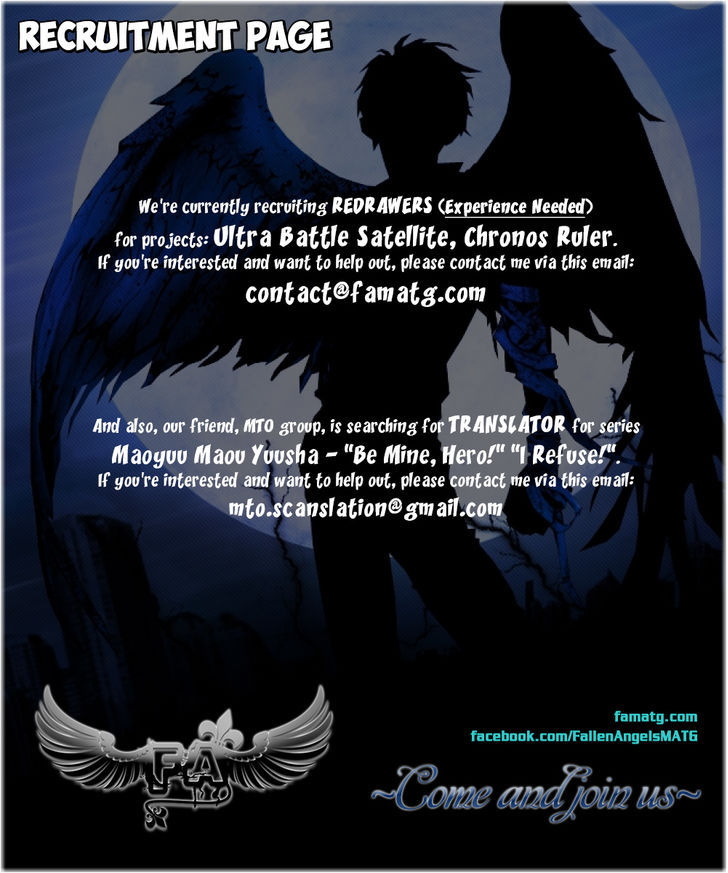 RECRUITMENT PAGE
We're currently recruiting REDRAWERS (Experience Needed)
for projects: Ultra Battle Satellite, Chronos Ruler.
If you're interested and want to help out, please contact me via this email:
contact@famatg.com
And also, our friend, MTO group, is searching for TRANSLATOR for series
Maoyuu Maou Yuusha - "Be Mine, Hero!" "I Refuse!".
If you're interested and want to help out, please contact me via this email:
mto.scanslation@gmail.com
famatg.com
facebook.com/FallenAngelsMATG
FA
~Come and join us~